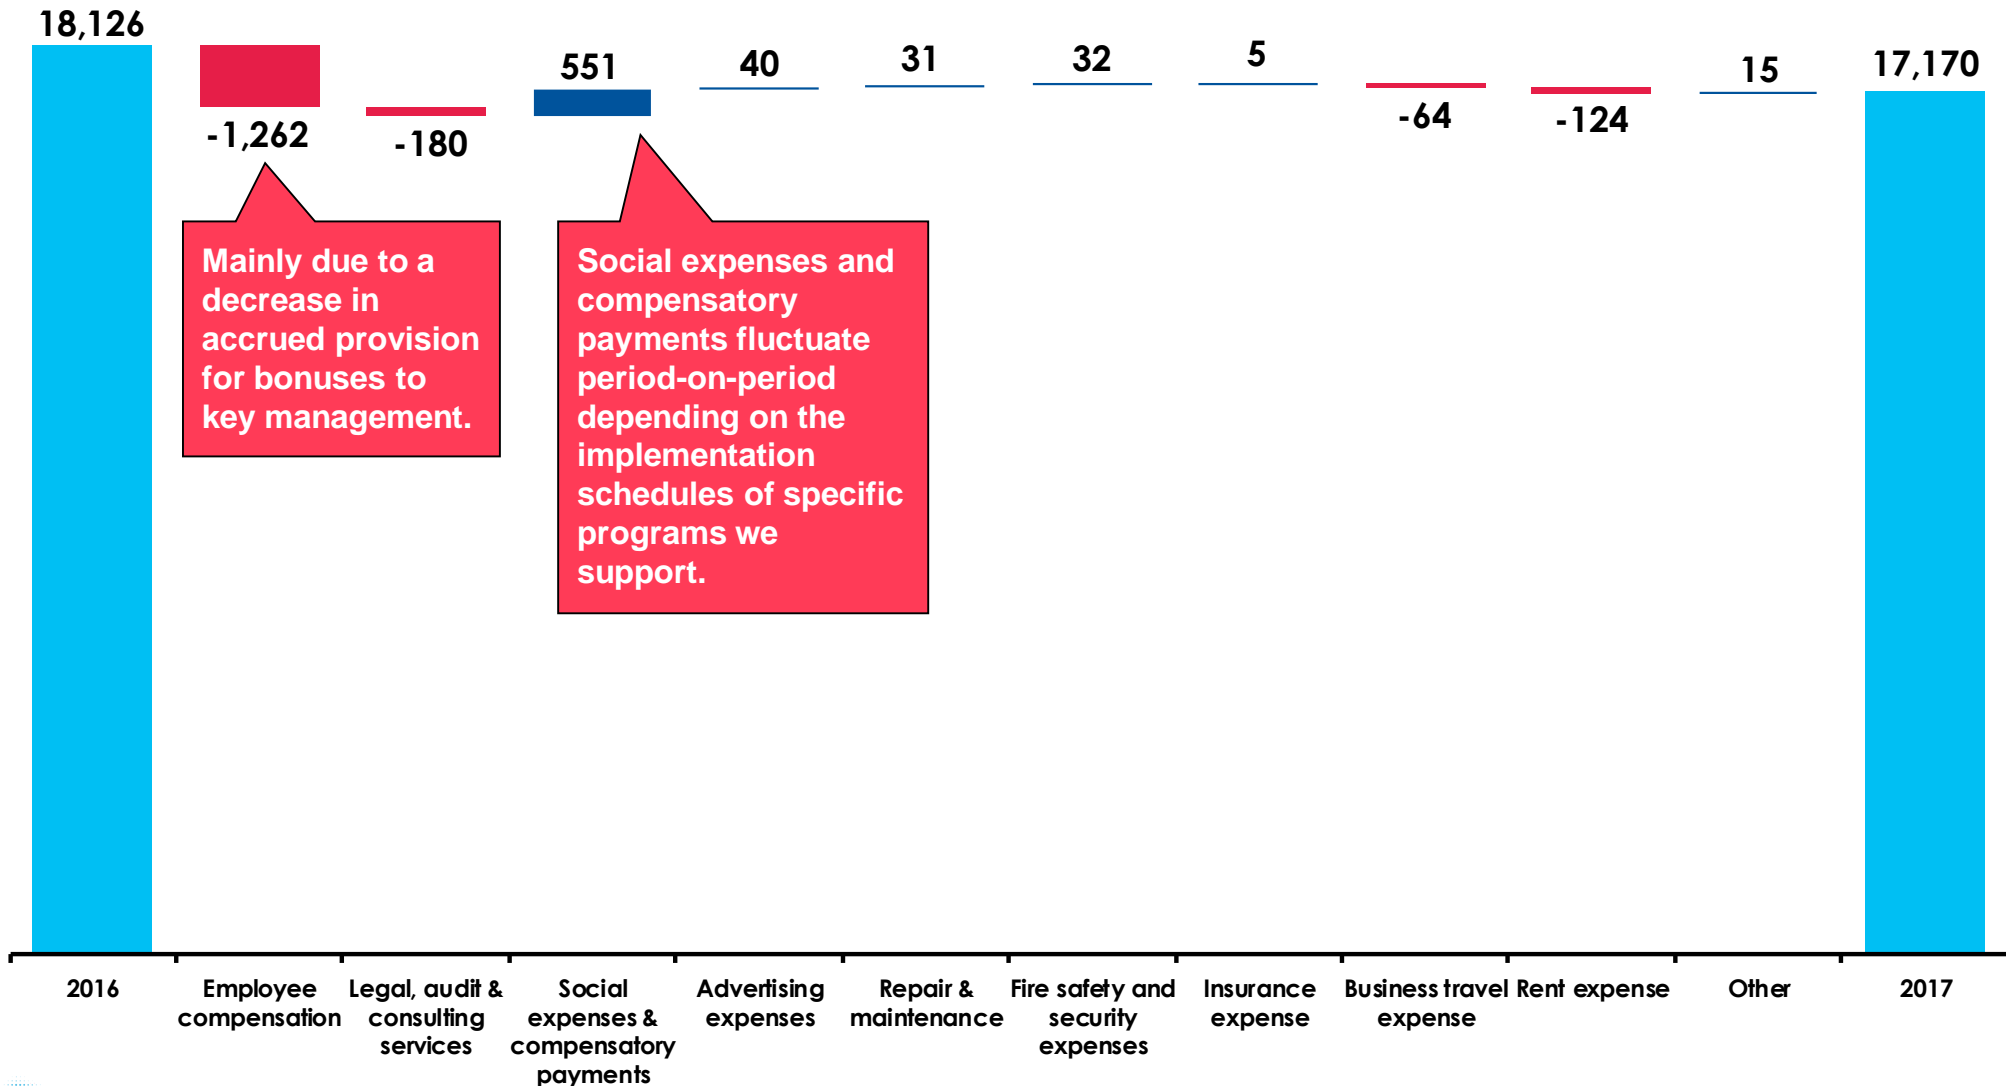 18,126
-1,262
-180
551
40
31
32
5
-64
-124
15
17,170
Mainly due to a
decrease in
accrued provision
for bonuses to
key management.
Social expenses and
compensatory
payments fluctuate
period-on-period
depending on the
implementation
schedules of specific
programs we
support.
2016
Employee
compensation
Legal, audit &
consulting
services
Social
expenses &
compensatory
payments
Advertising
expenses
Repair &
maintenance
Fire safety and
security
expenses
Insurance
expense
Business travel
expense
Rent expense
Other
2017